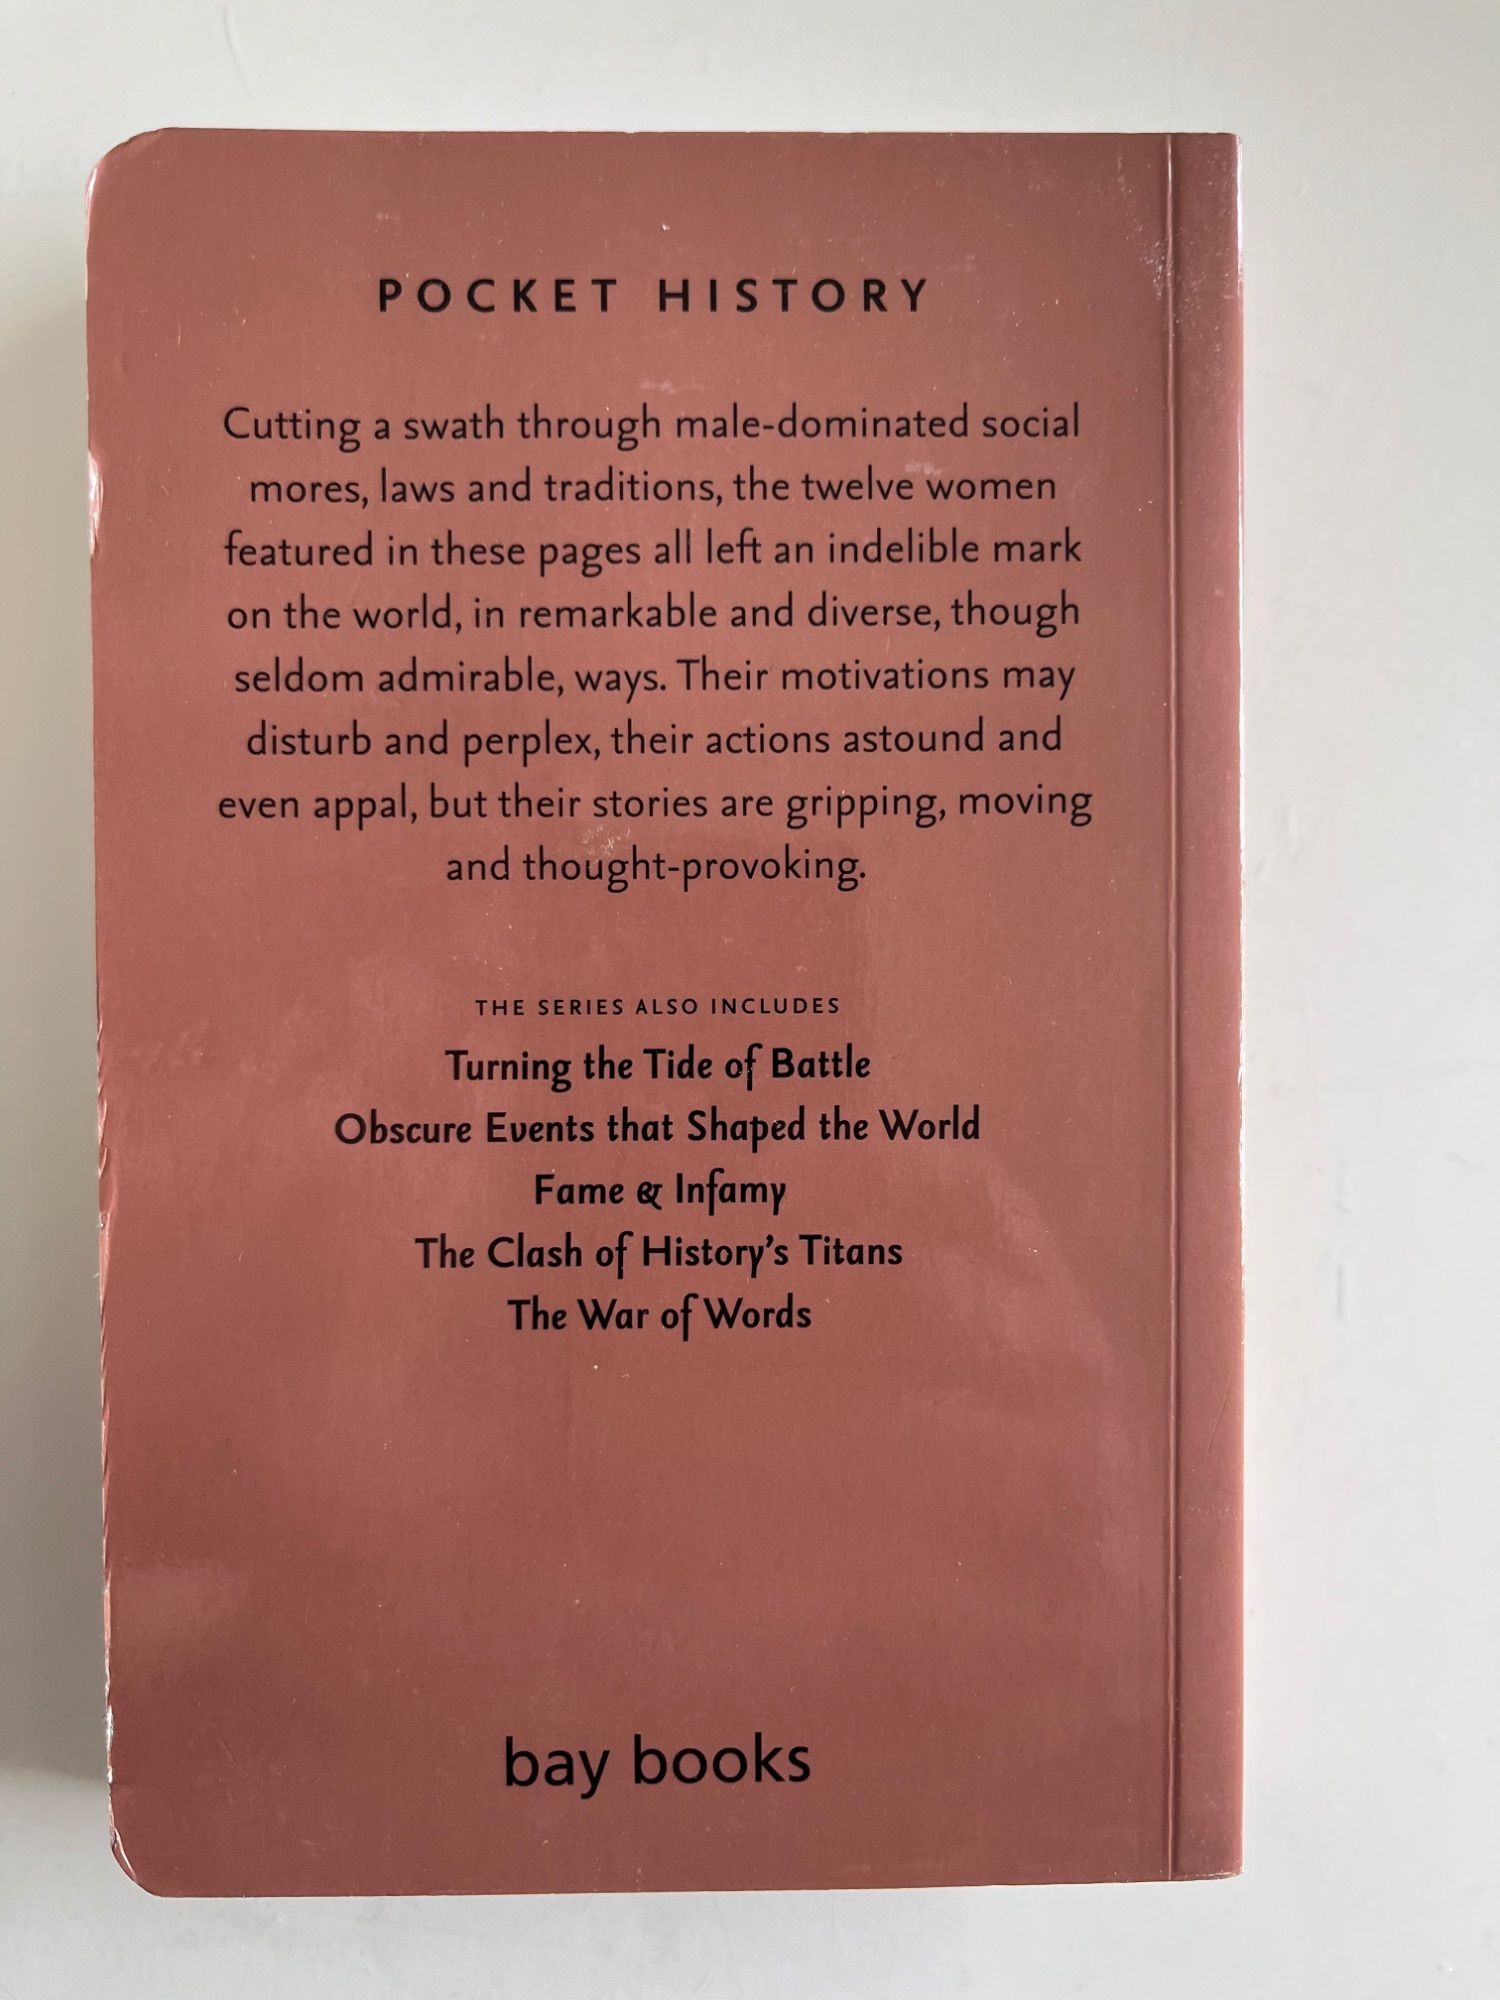 POCKET HISTORY
Cutting a swath through male-dominated social
mores, laws and traditions, the twelve women
featured in these pages all left an indelible mark
on the world, in remarkable and diverse, though
seldom admirable, ways. Their motivations may
disturb and perplex, their actions astound and
even appal, but their stories are gripping, moving
and thought-provoking.
THE SERIES ALSO INCLUDES
Turning the Tide of Battle
Obscure Events that Shaped the World
Fame & Infamy
The Clash of History’s Titans
The War of Words
bay books